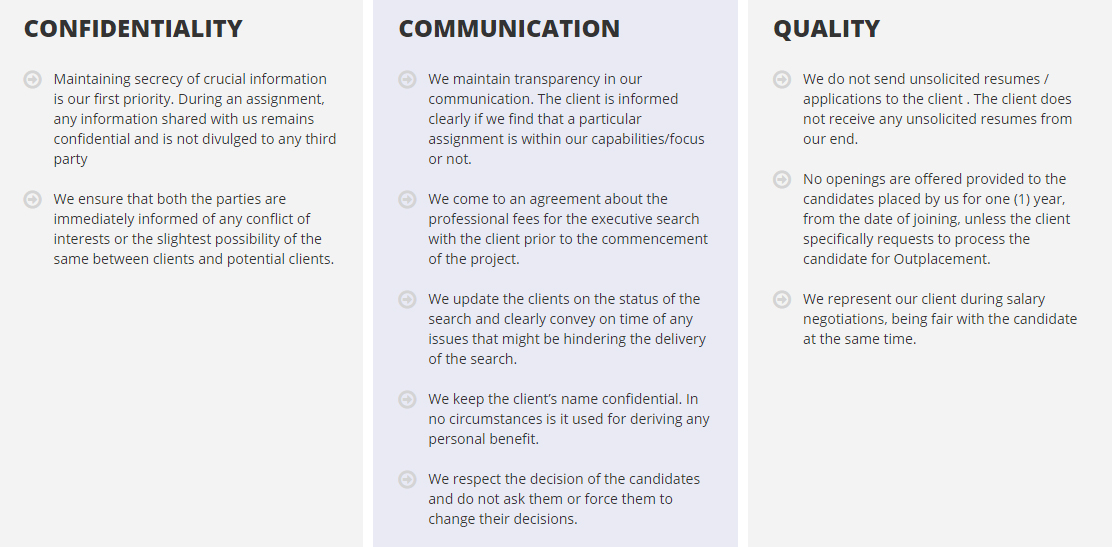 CONFIDENTIALITY
Maintaining secrecy of crucial information
is our first priority. During an assignment,
any information shared with us remains
confidential and is not divulged to any third
party
We ensure that both the parties are
immediately informed of any conflict of
interests or the slightest possibility of the
same between clients and potential clients.
COMMUNICATION
We maintain transparency in our
communication. The client is informed
clearly if we find that a particular
assignment is within our capabilities/focus
or not.
We come to an agreement about the
professional fees for the executive search
with the client prior to the commencement
of the project.
We update the clients on the status of the
search and clearly convey on time of any
issues that might be hindering the delivery
of the search.
We keep the client’s name confidential. In
no circumstances is it used for deriving any
personal benefit.
We respect the decision of the candidates
and do not ask them or force them to
change their decisions.
QUALITY
We do not send unsolicited resumes /
applications to the client . The client does
not receive any unsolicited resumes from
our end.
No openings are offered provided to the
candidates placed by us for one (1) year,
from the date of joining, unless the client
specifically requests to process the
candidate for Outplacement.
We represent our client during salary
negotiations, being fair with the candidate
at the same time.